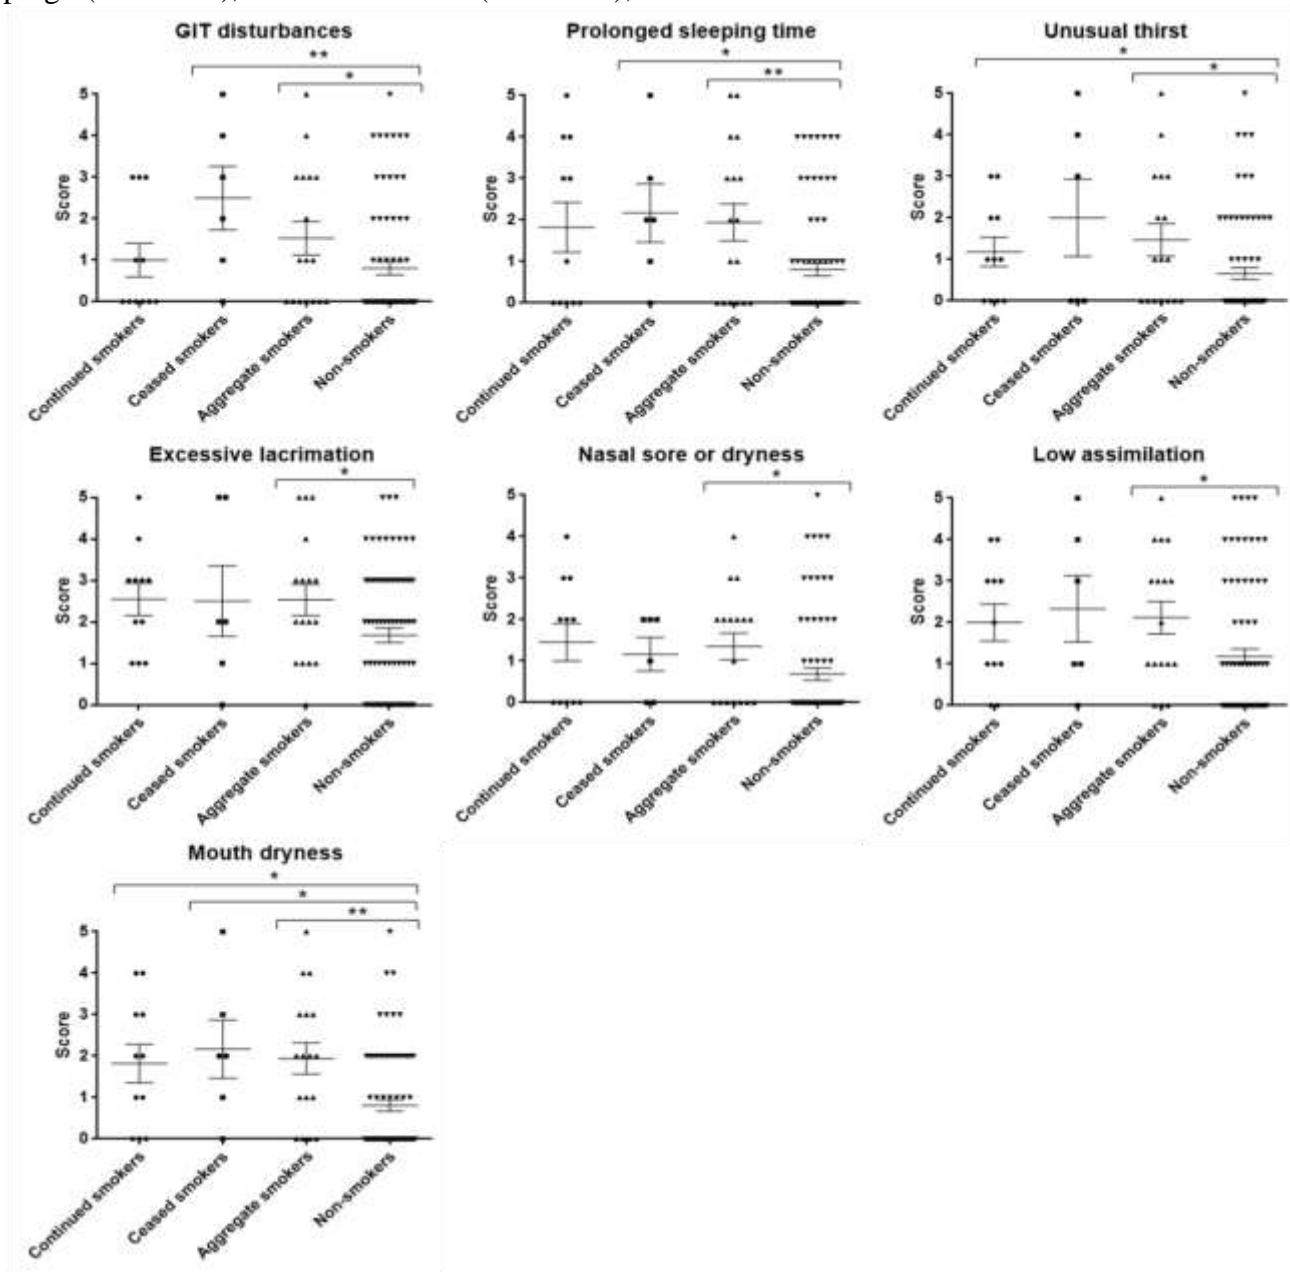 GIT disturbances
**
*
Score
5
4
3
2
1
0
Continued smokers
Ceased smokers
Aggregate smokers
Non-smokers
Prolonged sleeping time
*
**
Score
5
4
3
2
1
0
Continued smokers
Ceased smokers
Aggregate smokers
Non-smokers
Unusual thirst
*
*
Score
5
4
3
2
1
0
Continued smokers
Ceased smokers
Aggregate smokers
Non-smokers
Excessive lacrimation
*
Score
5
4
3
2
1
0
Continued smokers
Ceased smokers
Aggregate smokers
Non-smokers
Nasal sore or dryness
*
Score
5
4
3
2
1
0
Continued smokers
Ceased smokers
Aggregate smokers
Non-smokers
Low assimilation
*
Score
5
4
3
2
1
0
Continued smokers
Ceased smokers
Aggregate smokers
Non-smokers
Mouth dryness
*
*
**
Score
5
4
3
2
1
0
Continued smokers
Ceased smokers
Aggregate smokers
Non-smokers